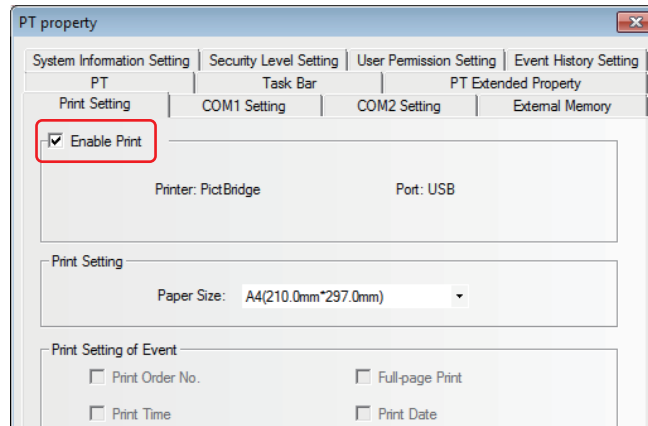 PT property
System Information Setting Security Level Setting User Permission Setting Event History Setting
PT Task Bar PT Extended Property
Print Setting COM1 Setting COM2 Setting External Memory
Enable Print
Printer: PictBridge Port: USB
Print Setting
Paper Size: A4(210.0mm*297.0mm)
Print Setting of Event
Print Order No. Full-page Print
Print Time Print Date